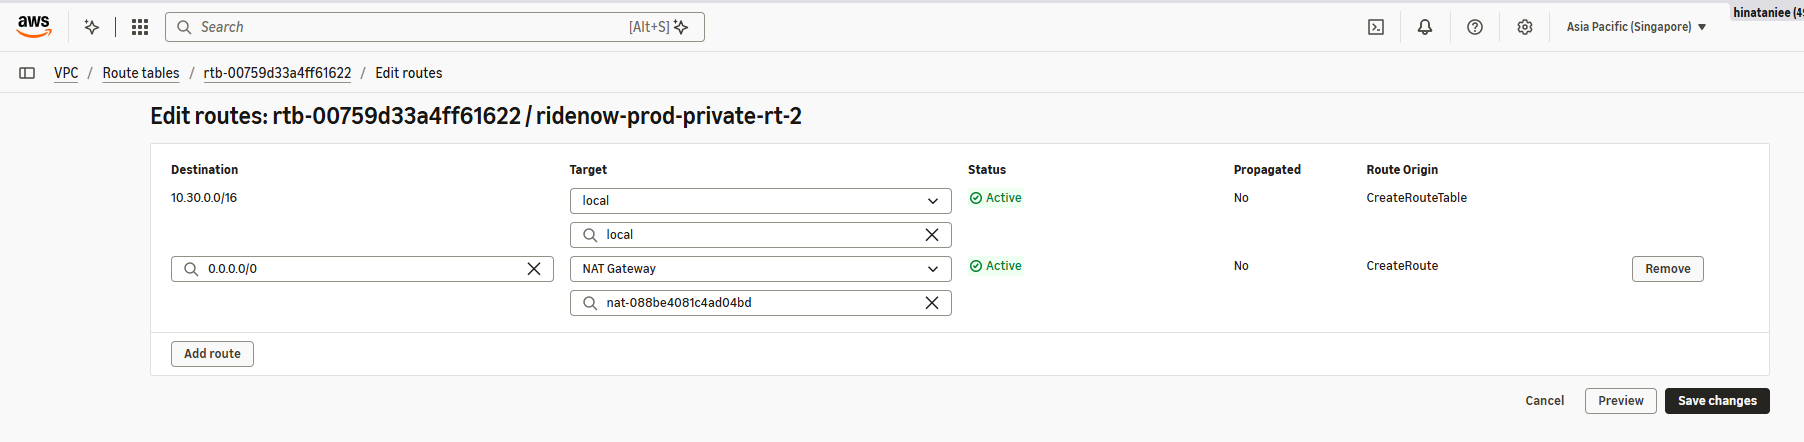 hinataniee (49
aws
Search [Alt+S]
Asia Pacific (Singapore)
VPC / Route tables / rtb-00759d33a4ff61622 / Edit routes
Edit routes: rtb-00759d33a4ff61622 / ridenow-prod-private-rt-2
Destination Target Status Propagated Route Origin
10.30.0.0/16 local Active No CreateRouteTable
local
0.0.0.0/0 NAT Gateway Active No CreateRoute Remove
nat-088be4081c4ad04bd
Add route
Cancel Preview Save changes